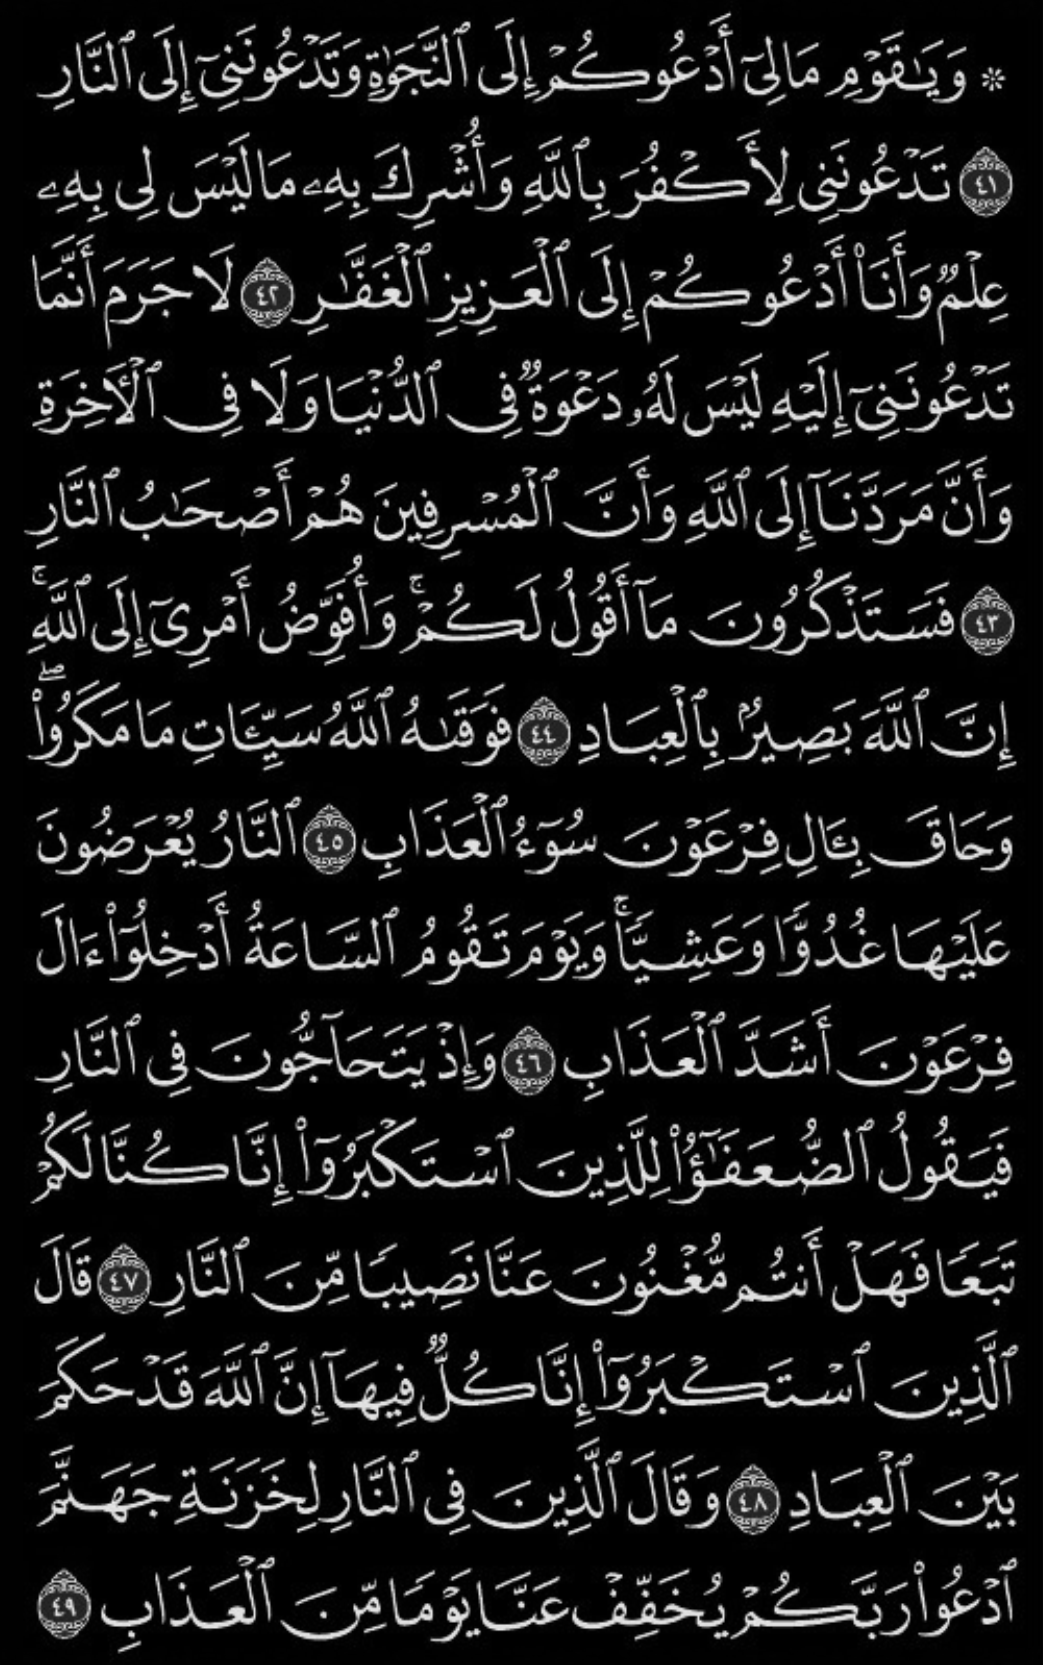 ۞ وَيَـٰقَوْمِ مَا لِىٓ أَدْعُوكُمْ إِلَى ٱلنَّجَوٰةِ وَتَدْعُونَنِىٓ إِلَى ٱلنَّارِ
٤١ تَدْعُونَنِى لِأَكْفُرَ بِٱللَّهِ وَأُشْرِكَ بِهِۦ مَا لَيْسَ لِى بِهِۦ
عِلْمٌ وَأَنَا۠ أَدْعُوكُمْ إِلَى ٱلْعَزِيزِ ٱلْغَفَّـٰرِ ٤٢ لَا جَرَمَ أَنَّمَا
تَدْعُونَنِىٓ إِلَيْهِ لَيْسَ لَهُۥ دَعْوَةٌ فِى ٱلدُّنْيَا وَلَا فِى ٱلْـَٔاخِرَةِ
وَأَنَّ مَرَدَّنَآ إِلَى ٱللَّهِ وَأَنَّ ٱلْمُسْرِفِينَ هُمْ أَصْحَـٰبُ ٱلنَّارِ
٤٣ فَسَتَذْكُرُونَ مَآ أَقُولُ لَكُمْ ۚ وَأُفَوِّضُ أَمْرِىٓ إِلَى ٱللَّهِ ۚ
إِنَّ ٱللَّهَ بَصِيرٌۢ بِٱلْعِبَادِ ٤٤ فَوَقَىٰهُ ٱللَّهُ سَيِّـَٔاتِ مَا مَكَرُوا۟ ۖ
وَحَاقَ بِـَٔالِ فِرْعَوْنَ سُوٓءُ ٱلْعَذَابِ ٤٥ ٱلنَّارُ يُعْرَضُونَ
عَلَيْهَا غُدُوًّا وَعَشِيًّا ۚ وَيَوْمَ تَقُومُ ٱلسَّاعَةُ أَدْخِلُوٓا۟ ءَالَ
فِرْعَوْنَ أَشَدَّ ٱلْعَذَابِ ٤٦ وَإِذْ يَتَحَآجُّونَ فِى ٱلنَّارِ
فَيَقُولُ ٱلضُّعَفَـٰٓؤُا۟ لِلَّذِينَ ٱسْتَكْبَرُوٓا۟ إِنَّا كُنَّا لَكُمْ
تَبَعًا فَهَلْ أَنتُم مُّغْنُونَ عَنَّا نَصِيبًا مِّنَ ٱلنَّارِ ٤٧ قَالَ
ٱلَّذِينَ ٱسْتَكْبَرُوٓا۟ إِنَّا كُلٌّ فِيهَآ إِنَّ ٱللَّهَ قَدْ حَكَمَ
بَيْنَ ٱلْعِبَادِ ٤٨ وَقَالَ ٱلَّذِينَ فِى ٱلنَّارِ لِخَزَنَةِ جَهَنَّمَ
ٱدْعُوا۟ رَبَّكُمْ يُخَفِّفْ عَنَّا يَوْمًا مِّنَ ٱلْعَذَابِ ٤٩